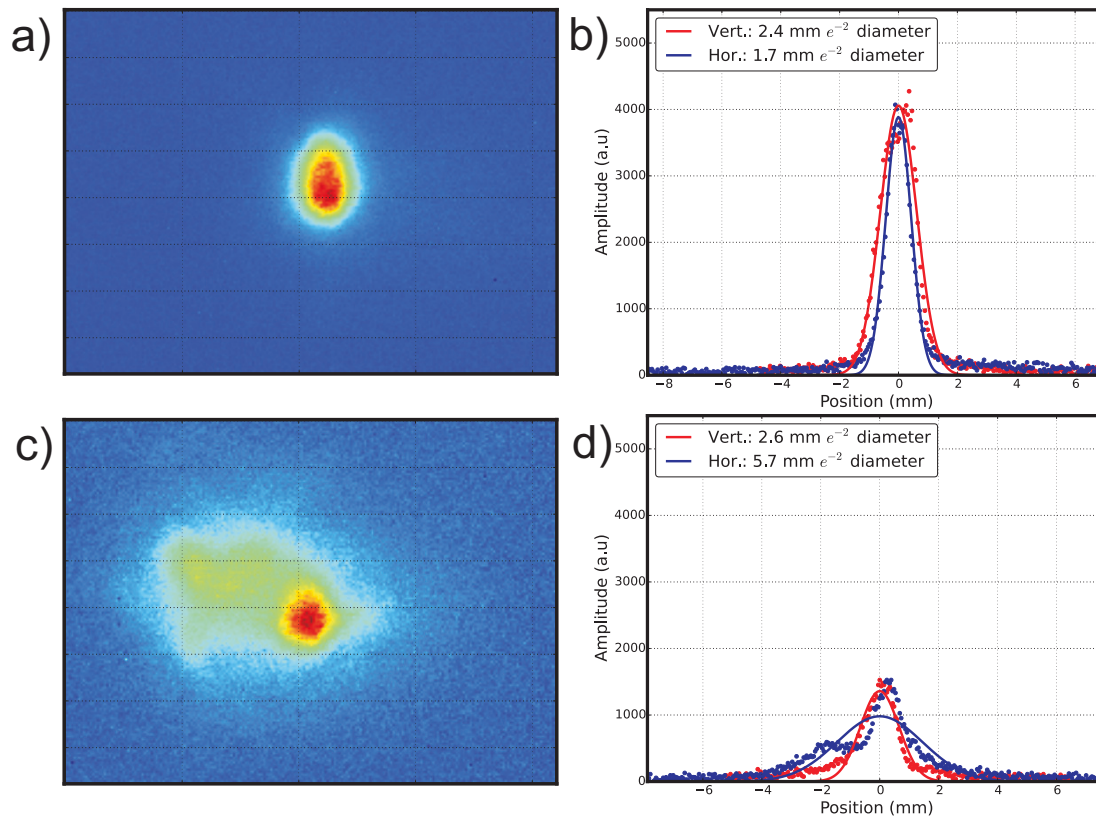 a)
b)
5000
4000
3000
2000
1000
0
Amplitude (a.u)
Vert.: 2.4 mm e⁻² diameter
Hor.: 1.7 mm e⁻² diameter
−8 −6 −4 −2 0 2 4 6
Position (mm)
c)
d)
5000
4000
3000
2000
1000
0
Amplitude (a.u)
Vert.: 2.6 mm e⁻² diameter
Hor.: 5.7 mm e⁻² diameter
−6 −4 −2 0 2 4 6
Position (mm)